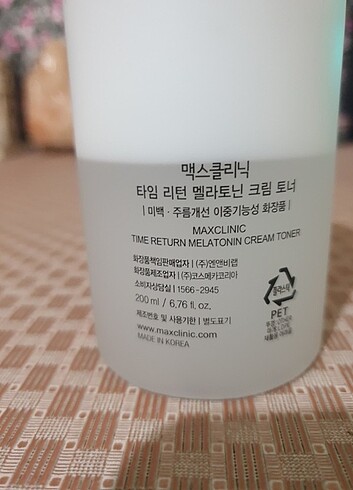 맥스클리닉
타임 리턴 멜라토닌 크림 토너
| 미백 · 주름개선 이중기능성 화장품 |
MAXCLINIC
TIME RETURN MELATONIN CREAM TONER
화장품책임판매업자 | (주)엔앤비랩
화장품제조업자 | (주)코스메카코리아
소비자상담실 | 1566-2945
200 ml / 6.76 fl. oz.
제조번호 및 사용기한 | 별도표기
www.maxclinic.com
MADE IN KOREA
플라스틱
PET